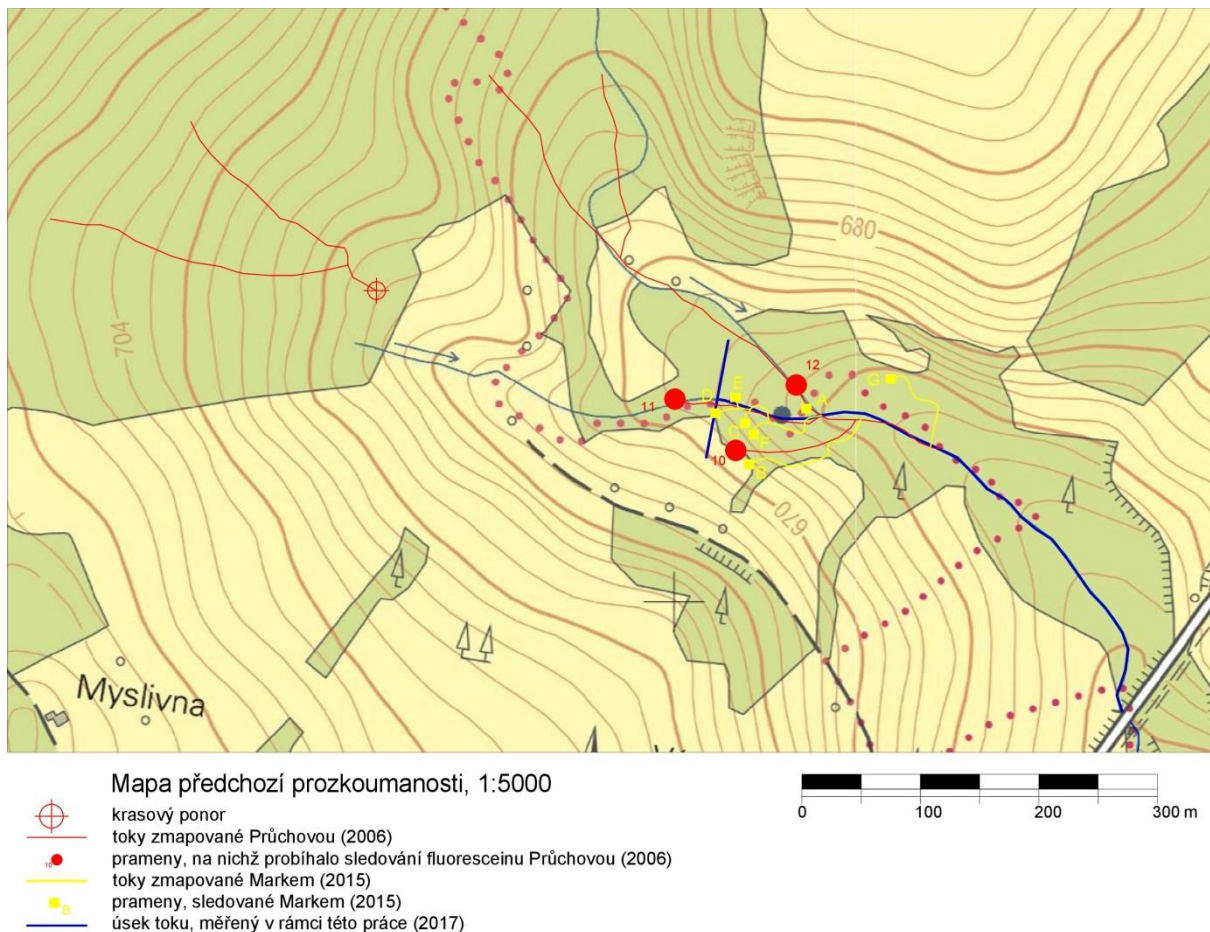 704
680
12
G
E
D
11
A
C
F
10
B
670
Myslivna
Mapa předchozí prozkoumanosti, 1:5000
krasový ponor
toky zmapované Průchovou (2006)
10 prameny, na nichž probíhalo sledování fluoresceinu Průchovou (2006)
toky zmapované Markem (2015)
B prameny, sledované Markem (2015)
úsek toku, měřený v rámci této práce (2017)
0 100 200 300 m